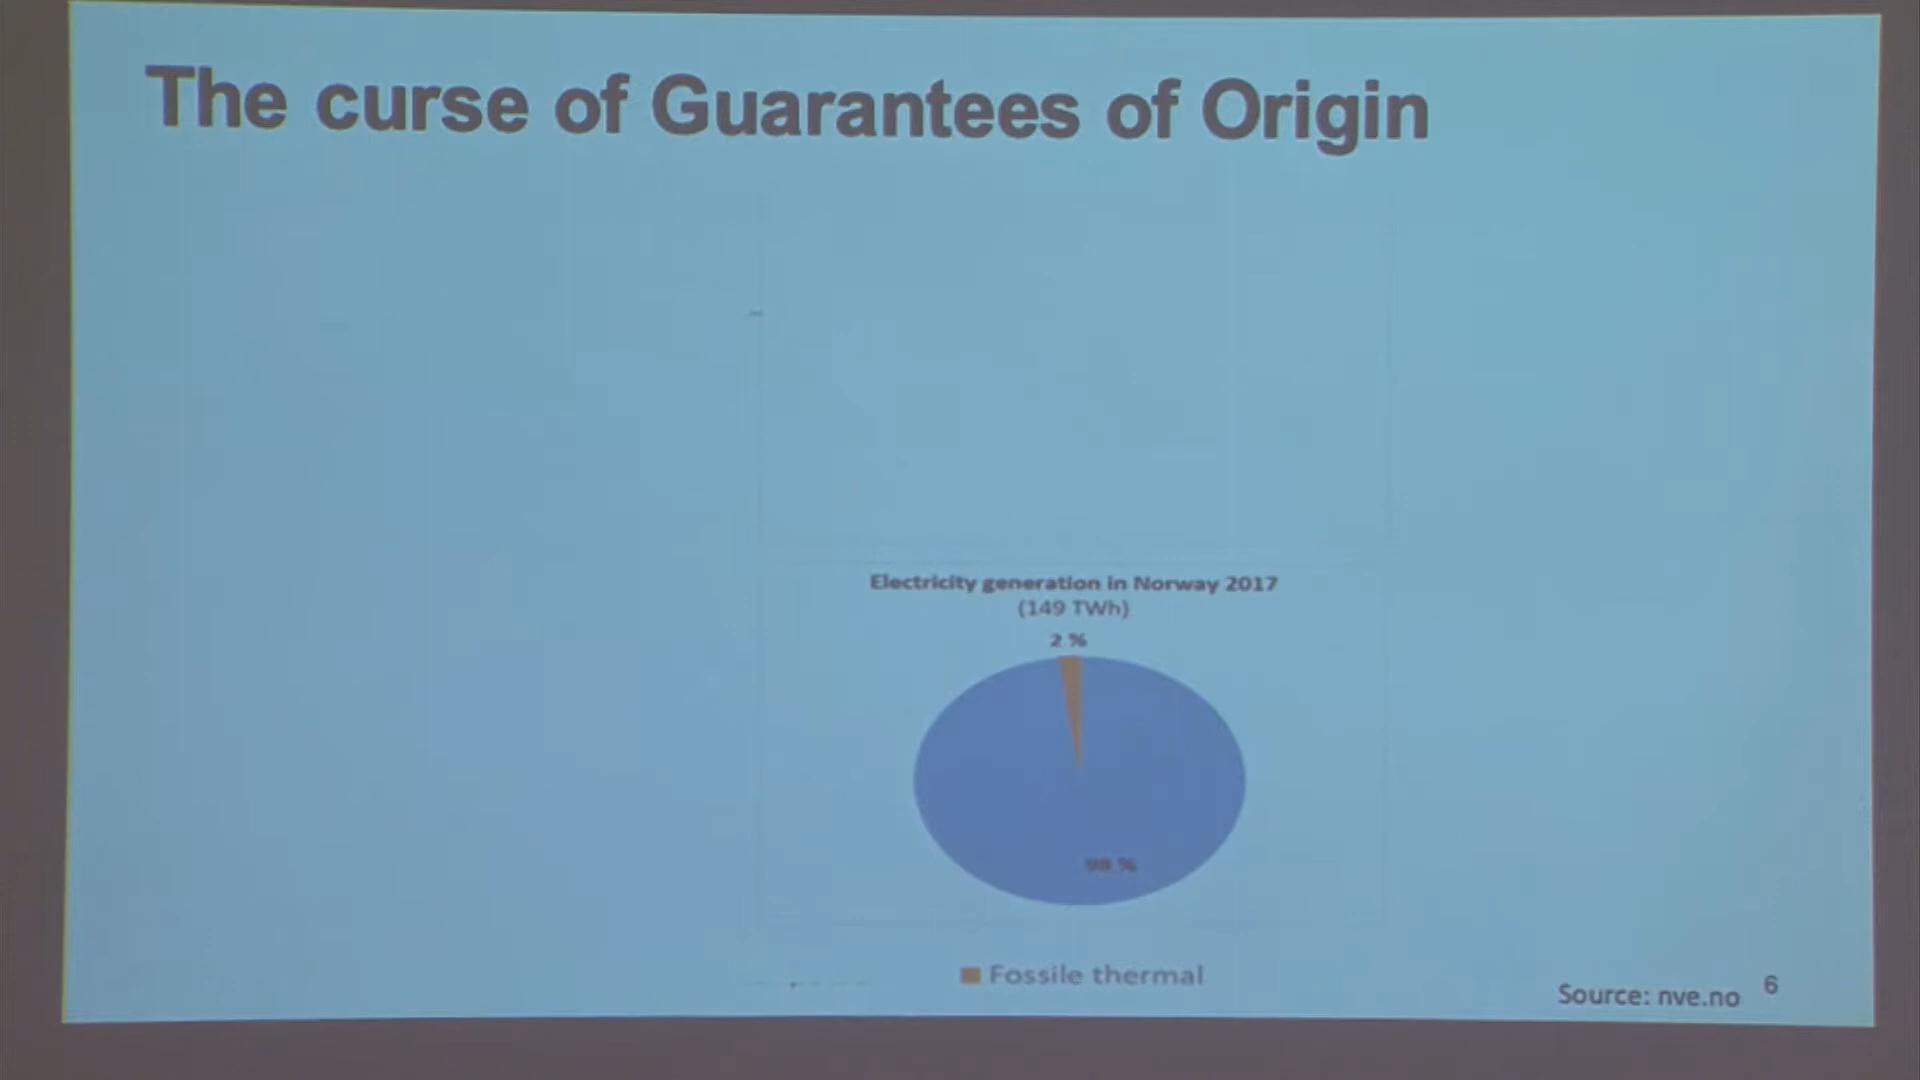 The curse of Guarantees of Origin
Electricity generation in Norway 2017
(149 TWh)
2 %
98 %
Fossile thermal
Source: nve.no
6